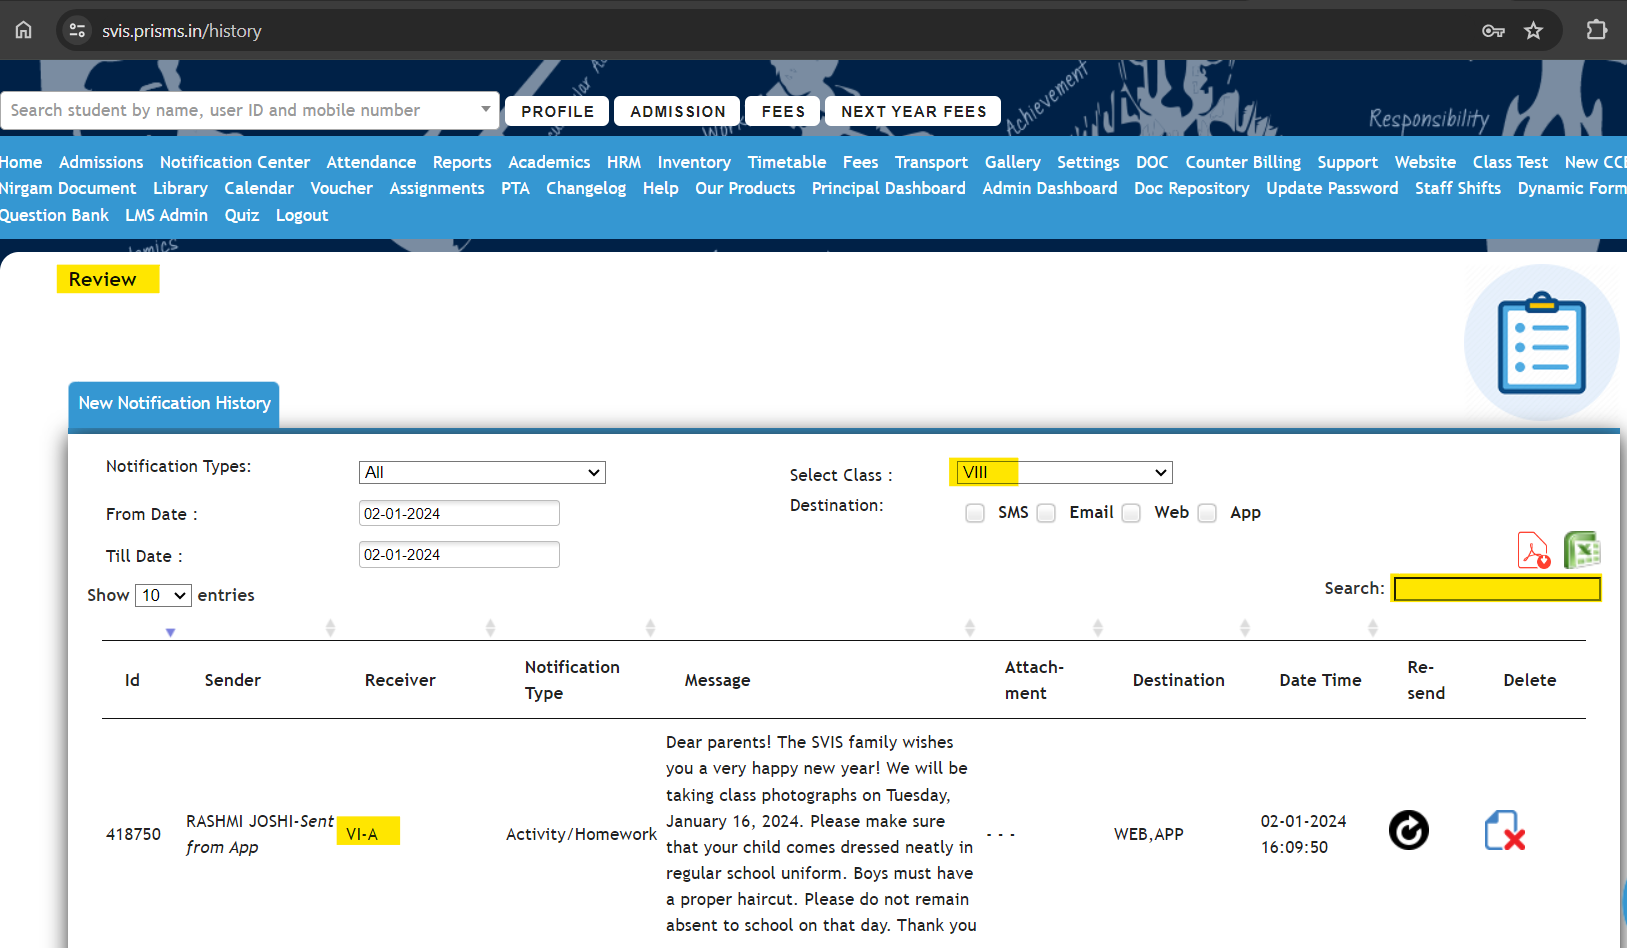 svis.prisms.in/history
Achievement
Responsibility
Search student by name, user ID and mobile number
PROFILE ADMISSION FEES NEXT YEAR FEES
Home Admissions Notification Center Attendance Reports Academics HRM Inventory Timetable Fees Transport Gallery Settings DOC Counter Billing Support Website Class Test New CCE
Nirgam Document Library Calendar Voucher Assignments PTA Changelog Help Our Products Principal Dashboard Admin Dashboard Doc Repository Update Password Staff Shifts Dynamic Form
Question Bank LMS Admin Quiz Logout
Review
New Notification History
Notification Types: All Select Class : VIII
From Date : 02-01-2024 Destination: SMS Email Web App
Till Date : 02-01-2024
Show 10 entries Search:
Id Sender Receiver Notification Type Message Attach-ment Destination Date Time Re-send Delete
418750
RASHMI JOSHI-Sent
from App
VI-A
Activity/Homework
Dear parents! The SVIS family wishes
you a very happy new year! We will be
taking class photographs on Tuesday,
January 16, 2024. Please make sure
that your child comes dressed neatly in
regular school uniform. Boys must have
a proper haircut. Please do not remain
absent to school on that day. Thank you
- - -
WEB,APP
02-01-2024
16:09:50